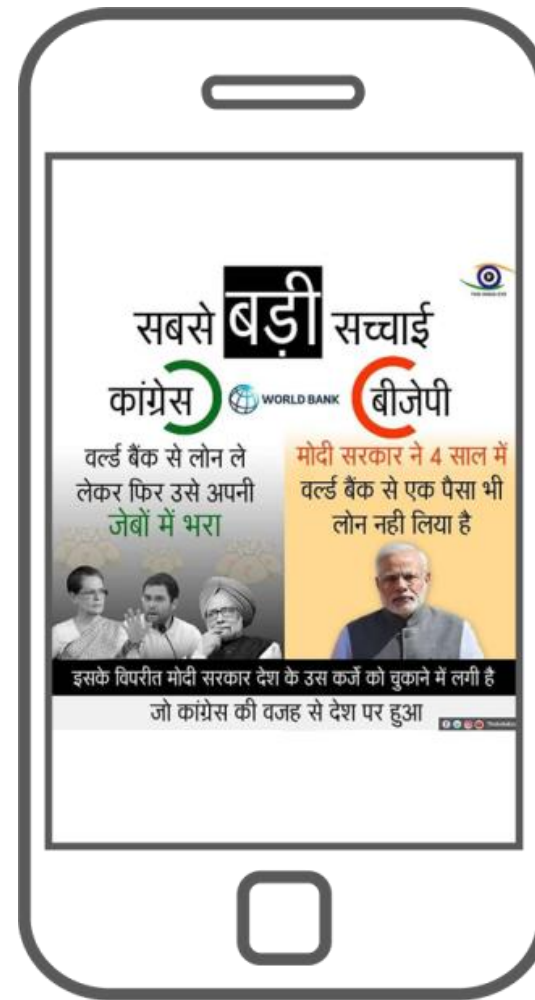 सबसे बड़ी सच्चाई
कांग्रेस WORLD BANK बीजेपी
वर्ल्ड बैंक से लोन ले
लेकर फिर उसे अपनी
जेबों में भरा
मोदी सरकार ने 4 साल में
वर्ल्ड बैंक से एक पैसा भी
लोन नही लिया है
इसके विपरीत मोदी सरकार देश के उस कर्जे को चुकाने में लगी है
जो कांग्रेस की वजह से देश पर हुआ